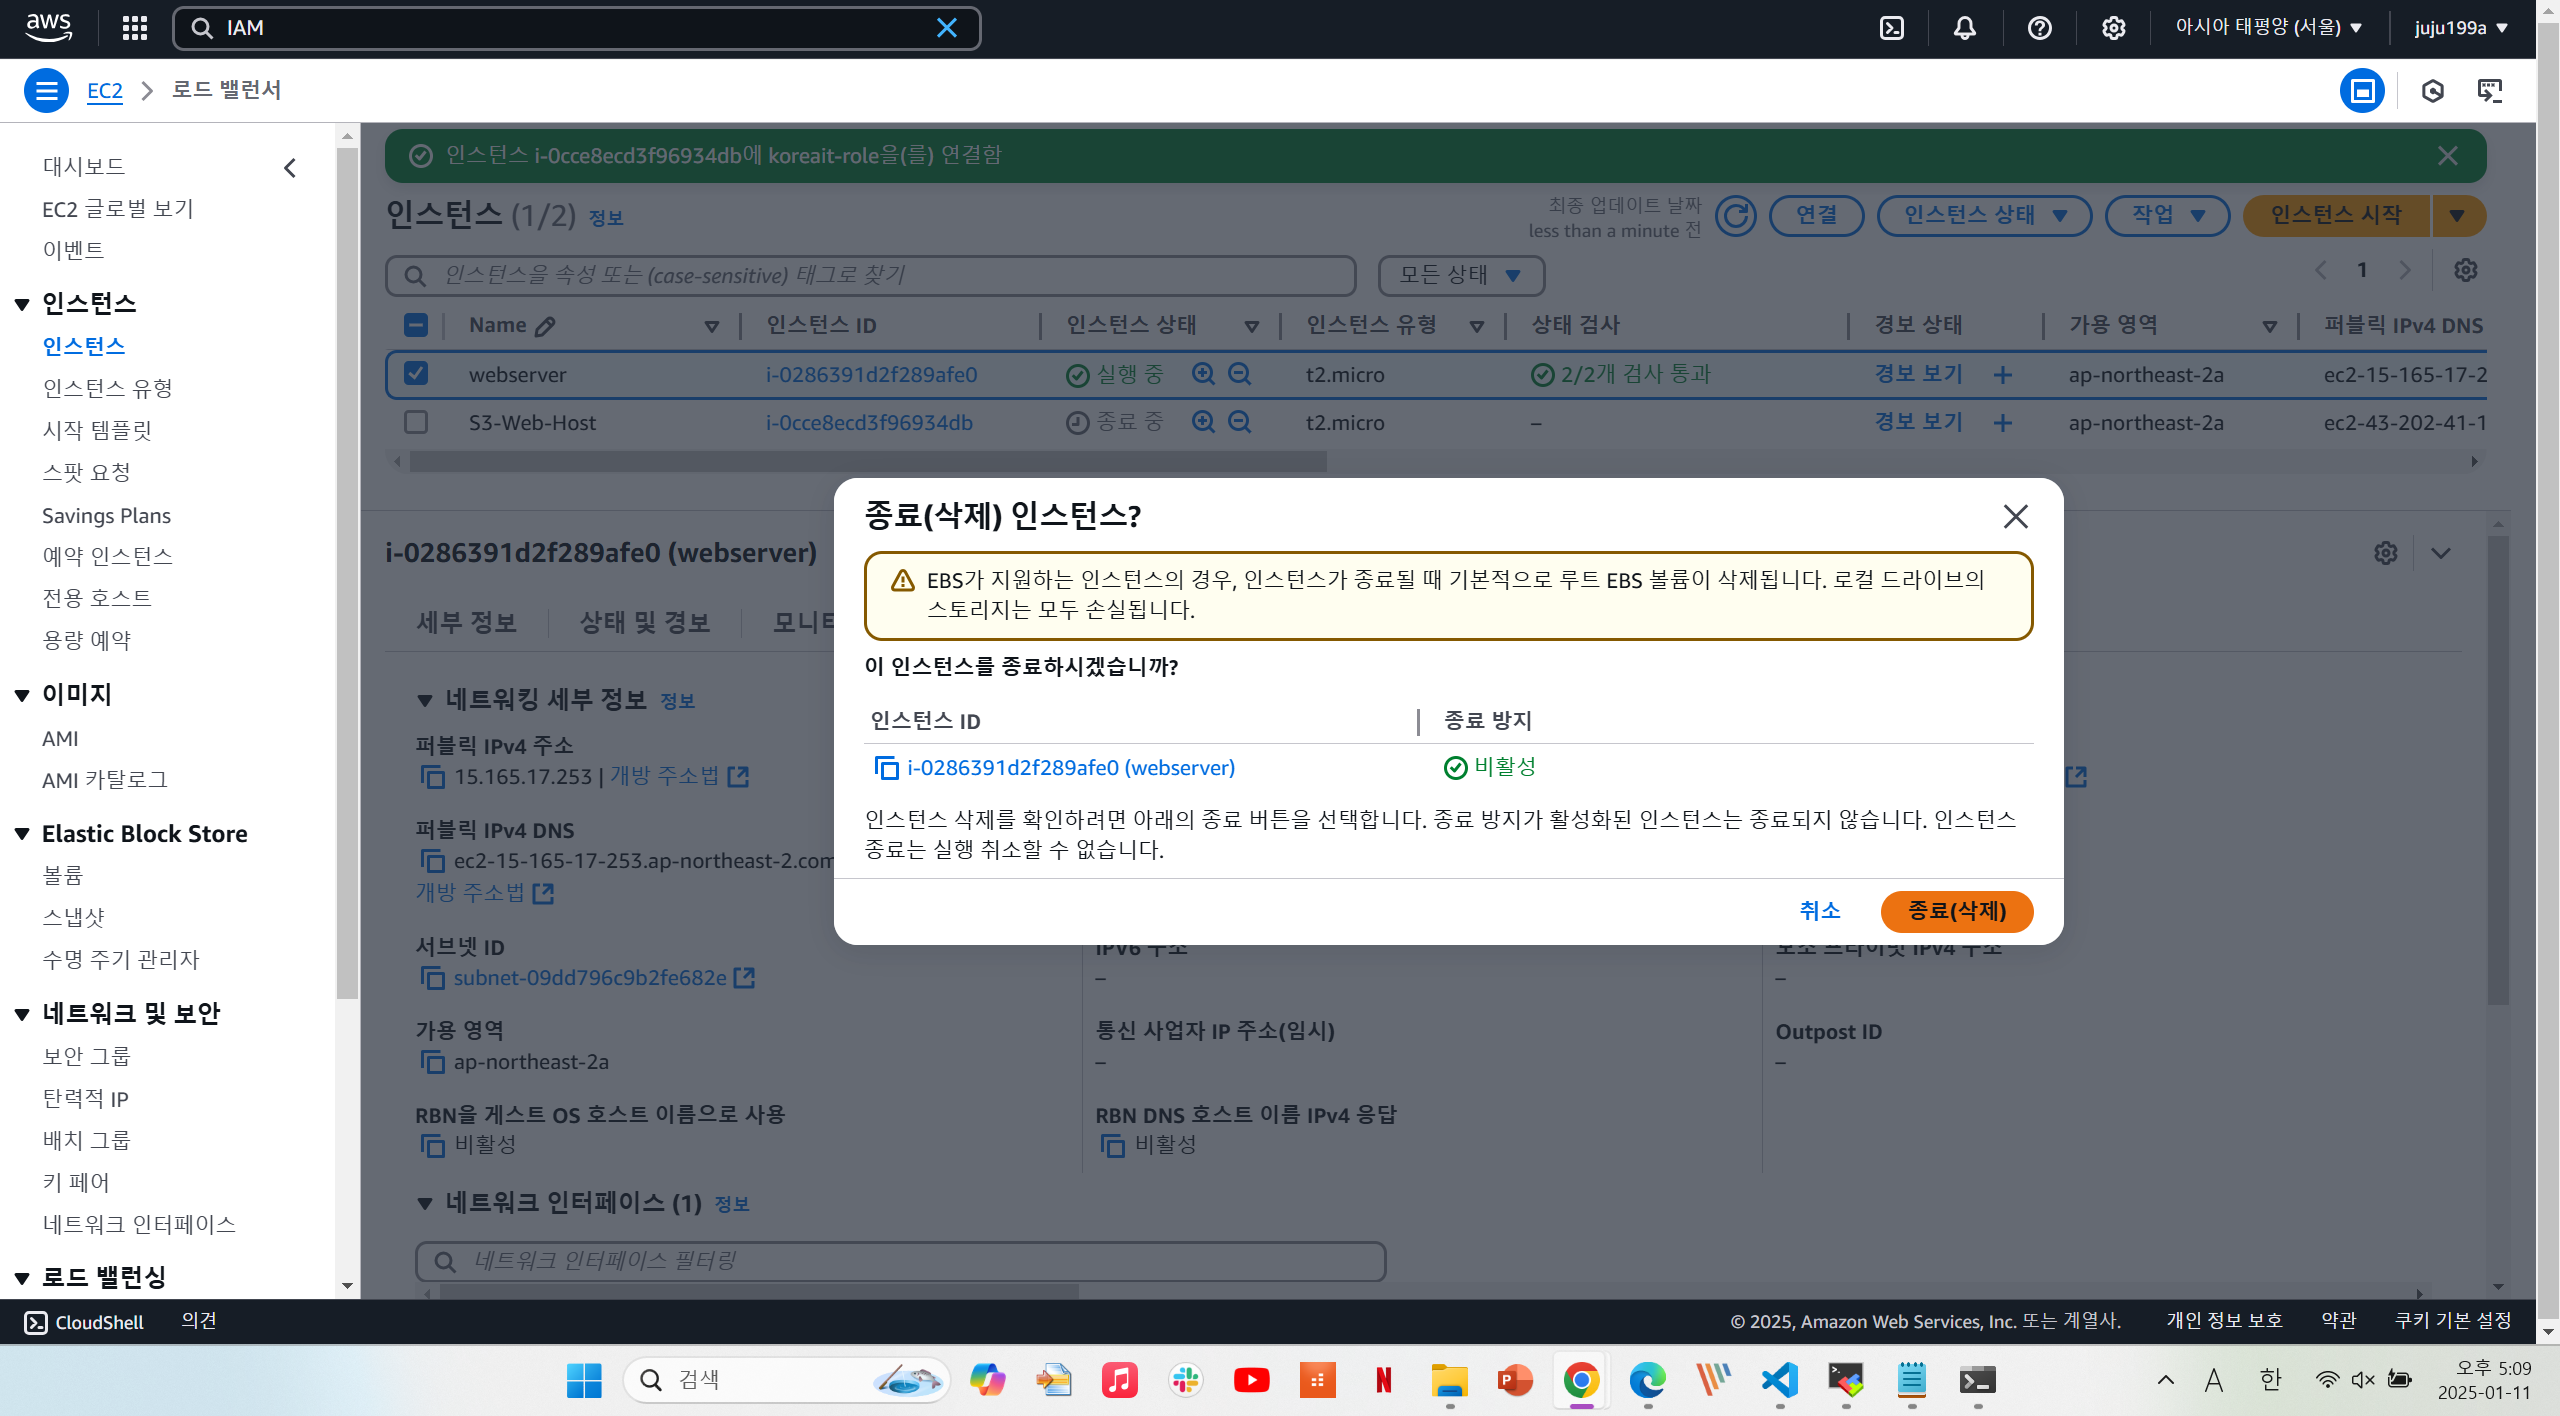 aws
IAM
아시아 태평양 (서울)
juju199a
EC2
로드 밸런서
대시보드
EC2 글로벌 보기
이벤트
인스턴스
인스턴스
인스턴스 유형
시작 템플릿
스팟 요청
Savings Plans
예약 인스턴스
전용 호스트
용량 예약
이미지
AMI
AMI 카탈로그
Elastic Block Store
볼륨
스냅샷
수명 주기 관리자
네트워크 및 보안
보안 그룹
탄력적 IP
배치 그룹
키 페어
네트워크 인터페이스
로드 밸런싱
인스턴스 i-0cce8ecd3f96934db에 koreait-role을(를) 연결함
인스턴스 (1/2) 정보
최종 업데이트 날짜
less than a minute 전
연결
인스턴스 상태
작업
인스턴스 시작
인스턴스을 속성 또는 (case-sensitive) 태그로 찾기
모든 상태
1
Name 인스턴스 ID 인스턴스 상태 인스턴스 유형 상태 검사 경보 상태 가용 영역 퍼블릭 IPv4 DNS
webserver i-0286391d2f289afe0 실행 중 t2.micro 2/2개 검사 통과 경보 보기 + ap-northeast-2a ec2-15-165-17-2
S3-Web-Host i-0cce8ecd3f96934db 종료 중 t2.micro – 경보 보기 + ap-northeast-2a ec2-43-202-41-1
종료(삭제) 인스턴스?
EBS가 지원하는 인스턴스의 경우, 인스턴스가 종료될 때 기본적으로 루트 EBS 볼륨이 삭제됩니다. 로컬 드라이브의
스토리지는 모두 손실됩니다.
이 인스턴스를 종료하시겠습니까?
인스턴스 ID 종료 방지
i-0286391d2f289afe0 (webserver) 비활성
인스턴스 삭제를 확인하려면 아래의 종료 버튼을 선택합니다. 종료 방지가 활성화된 인스턴스는 종료되지 않습니다. 인스턴스
종료는 실행 취소할 수 없습니다.
취소 종료(삭제)
i-0286391d2f289afe0 (webserver)
세부 정보 상태 및 경보 모니터
네트워킹 세부 정보 정보
퍼블릭 IPv4 주소
15.165.17.253 | 개방 주소법
퍼블릭 IPv4 DNS
ec2-15-165-17-253.ap-northeast-2.com
개방 주소법
서브넷 ID IPv6 주소 보조 프라이빗 IPv4 주소
subnet-09dd796c9b2fe682e – –
가용 영역 통신 사업자 IP 주소(임시) Outpost ID
ap-northeast-2a – –
RBN을 게스트 OS 호스트 이름으로 사용 RBN DNS 호스트 이름 IPv4 응답
비활성 비활성
네트워크 인터페이스 (1) 정보
네트워크 인터페이스 필터링
CloudShell 의견
© 2025, Amazon Web Services, Inc. 또는 계열사. 개인 정보 보호 약관 쿠키 기본 설정
검색
A 한
오후 5:09
2025-01-11